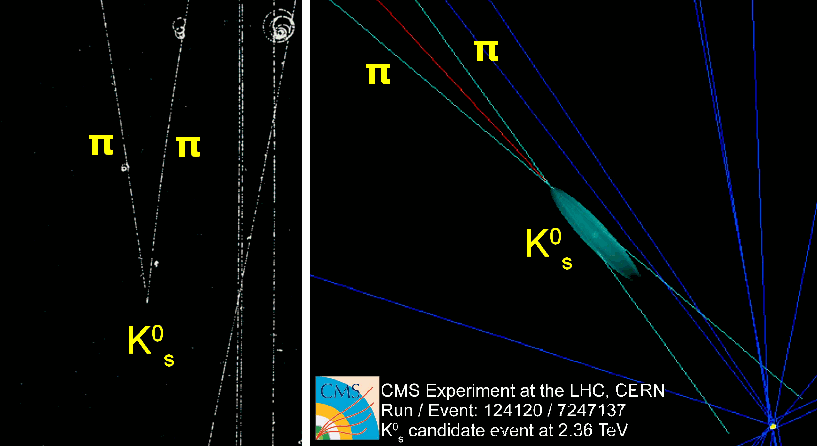 π
π
K⁰ₛ
π
π
K⁰ₛ
CMS
CMS Experiment at the LHC, CERN
Run / Event: 124120 / 7247137
K⁰ₛ candidate event at 2.36 TeV